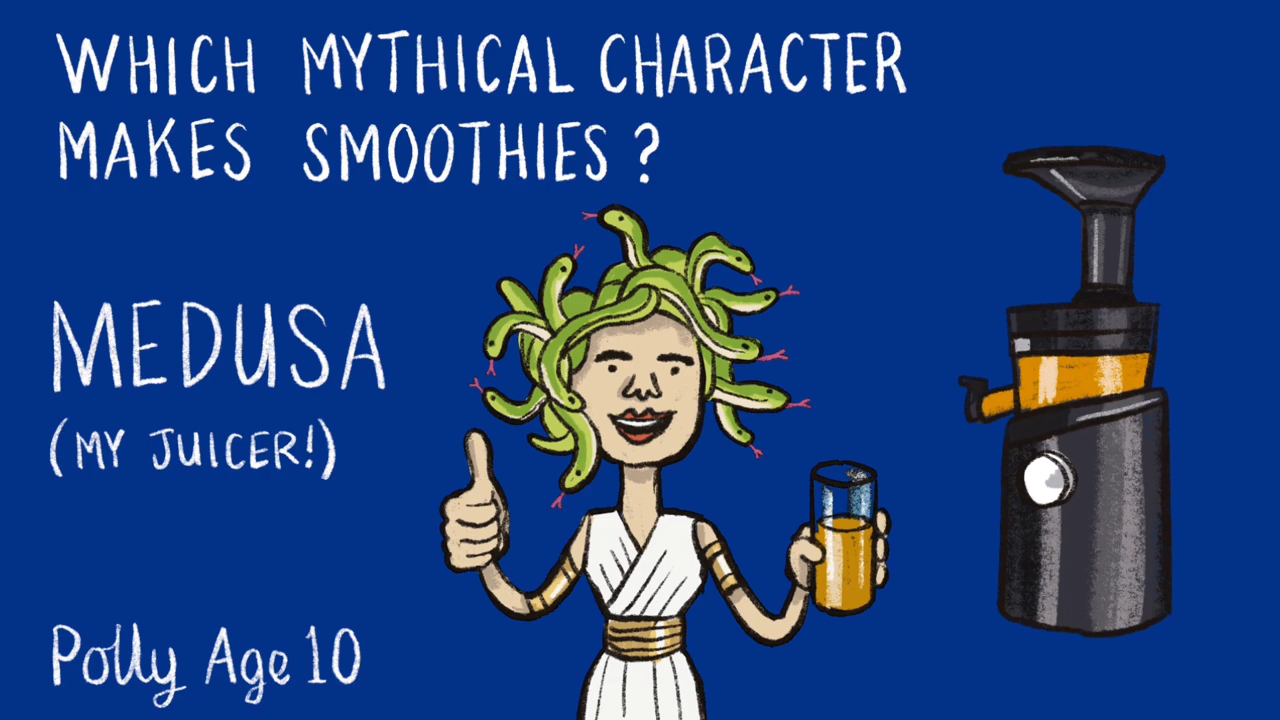 WHICH MYTHICAL CHARACTER
MAKES SMOOTHIES?
MEDUSA
(MY JUICER!)
Polly Age 10